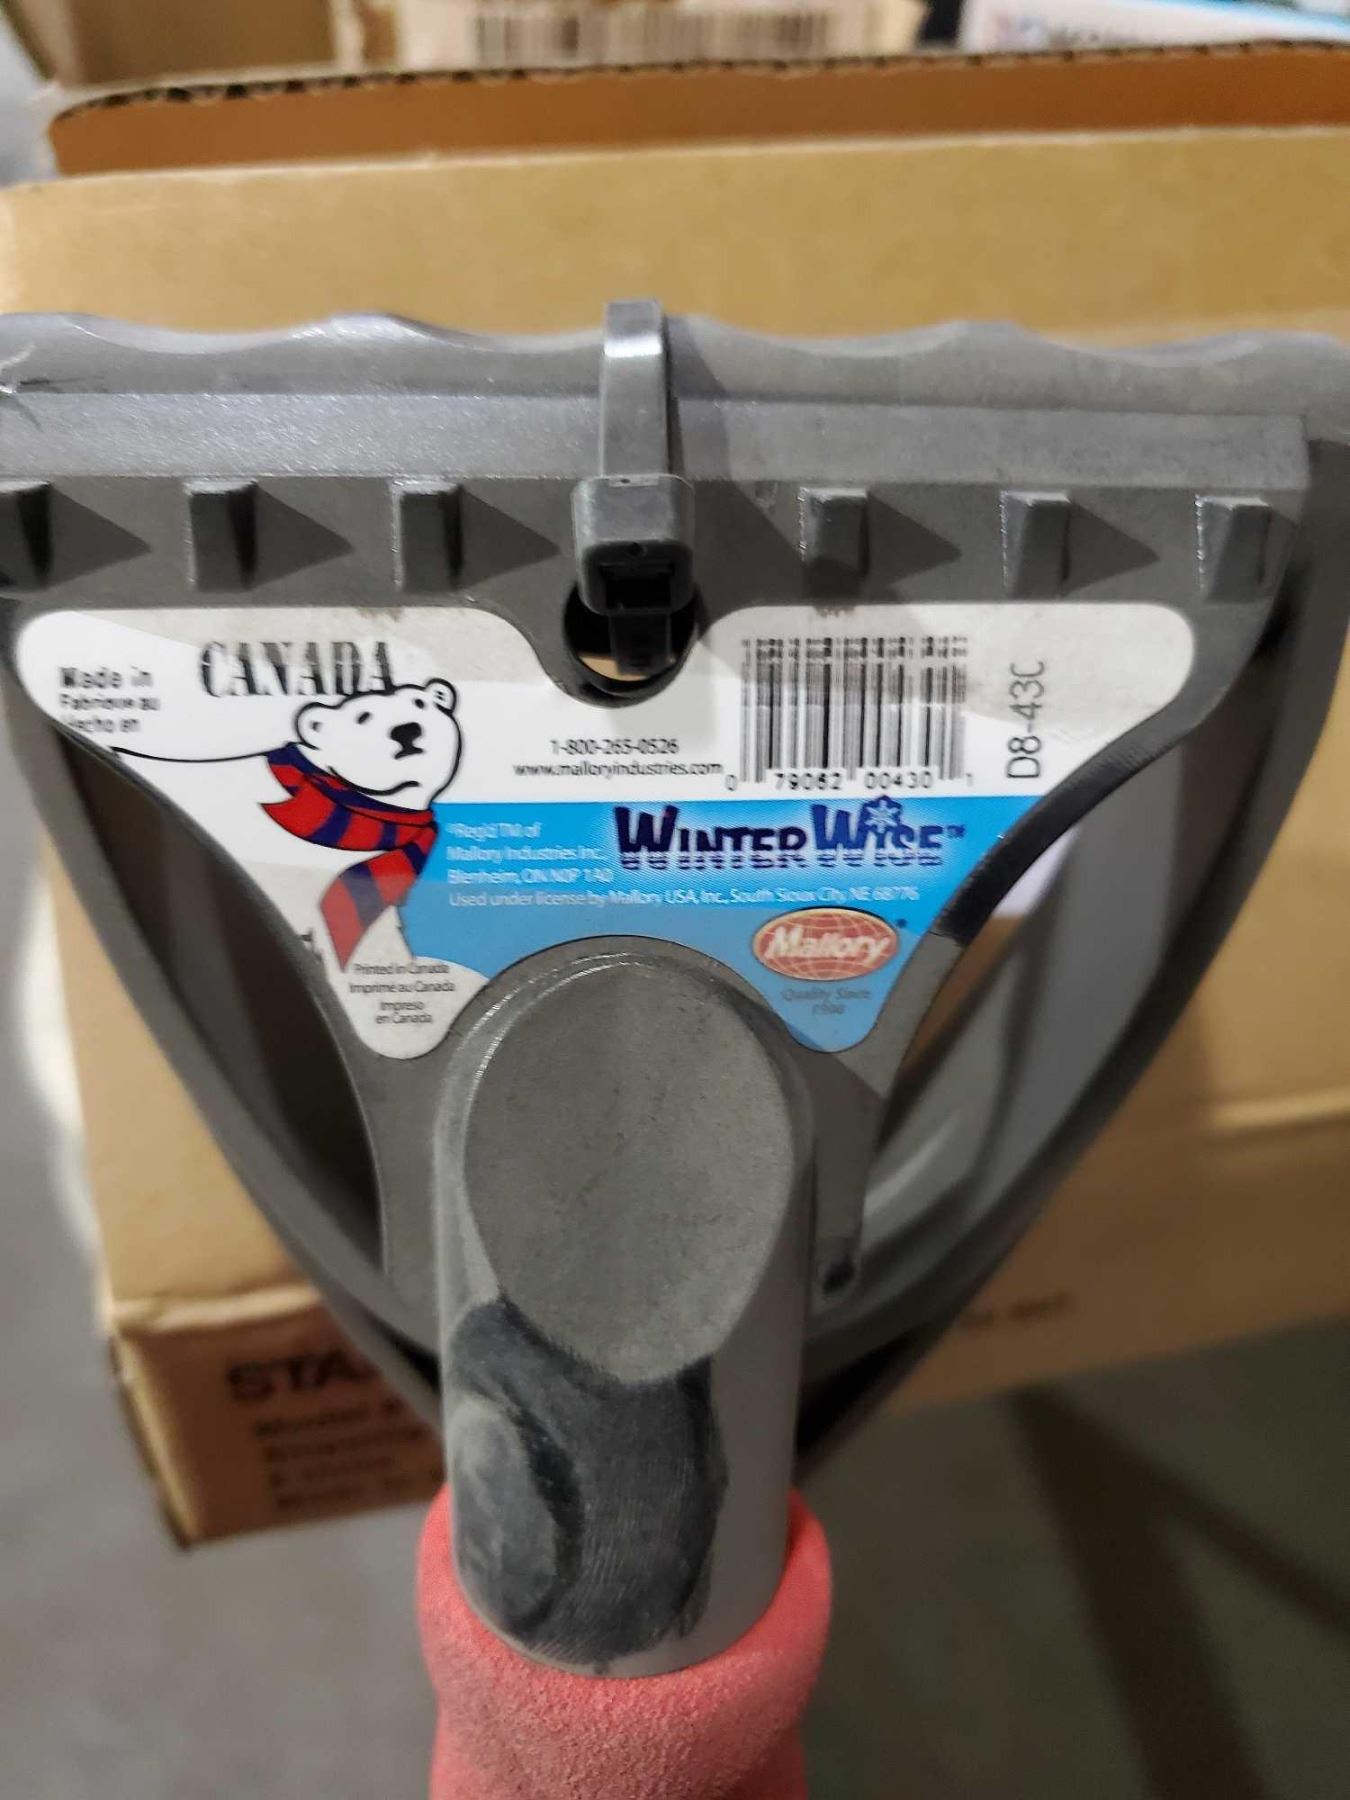 Made in
CANADA
Fabriqué au
Hecho en
1-800-265-0526
www.malloryindustries.com
0 79062 00430 1
D8-43C
WINTER WISE™
Reg'd TM of
Mallory Industries Inc.
Blenheim, ON N0P 1A0
Used under license by Mallory USA, Inc., South Sioux City, NE 68776
Mallory
Quality Since
Printed in Canada
Imprimé au Canada
Impreso
en Canada
STA
Model #